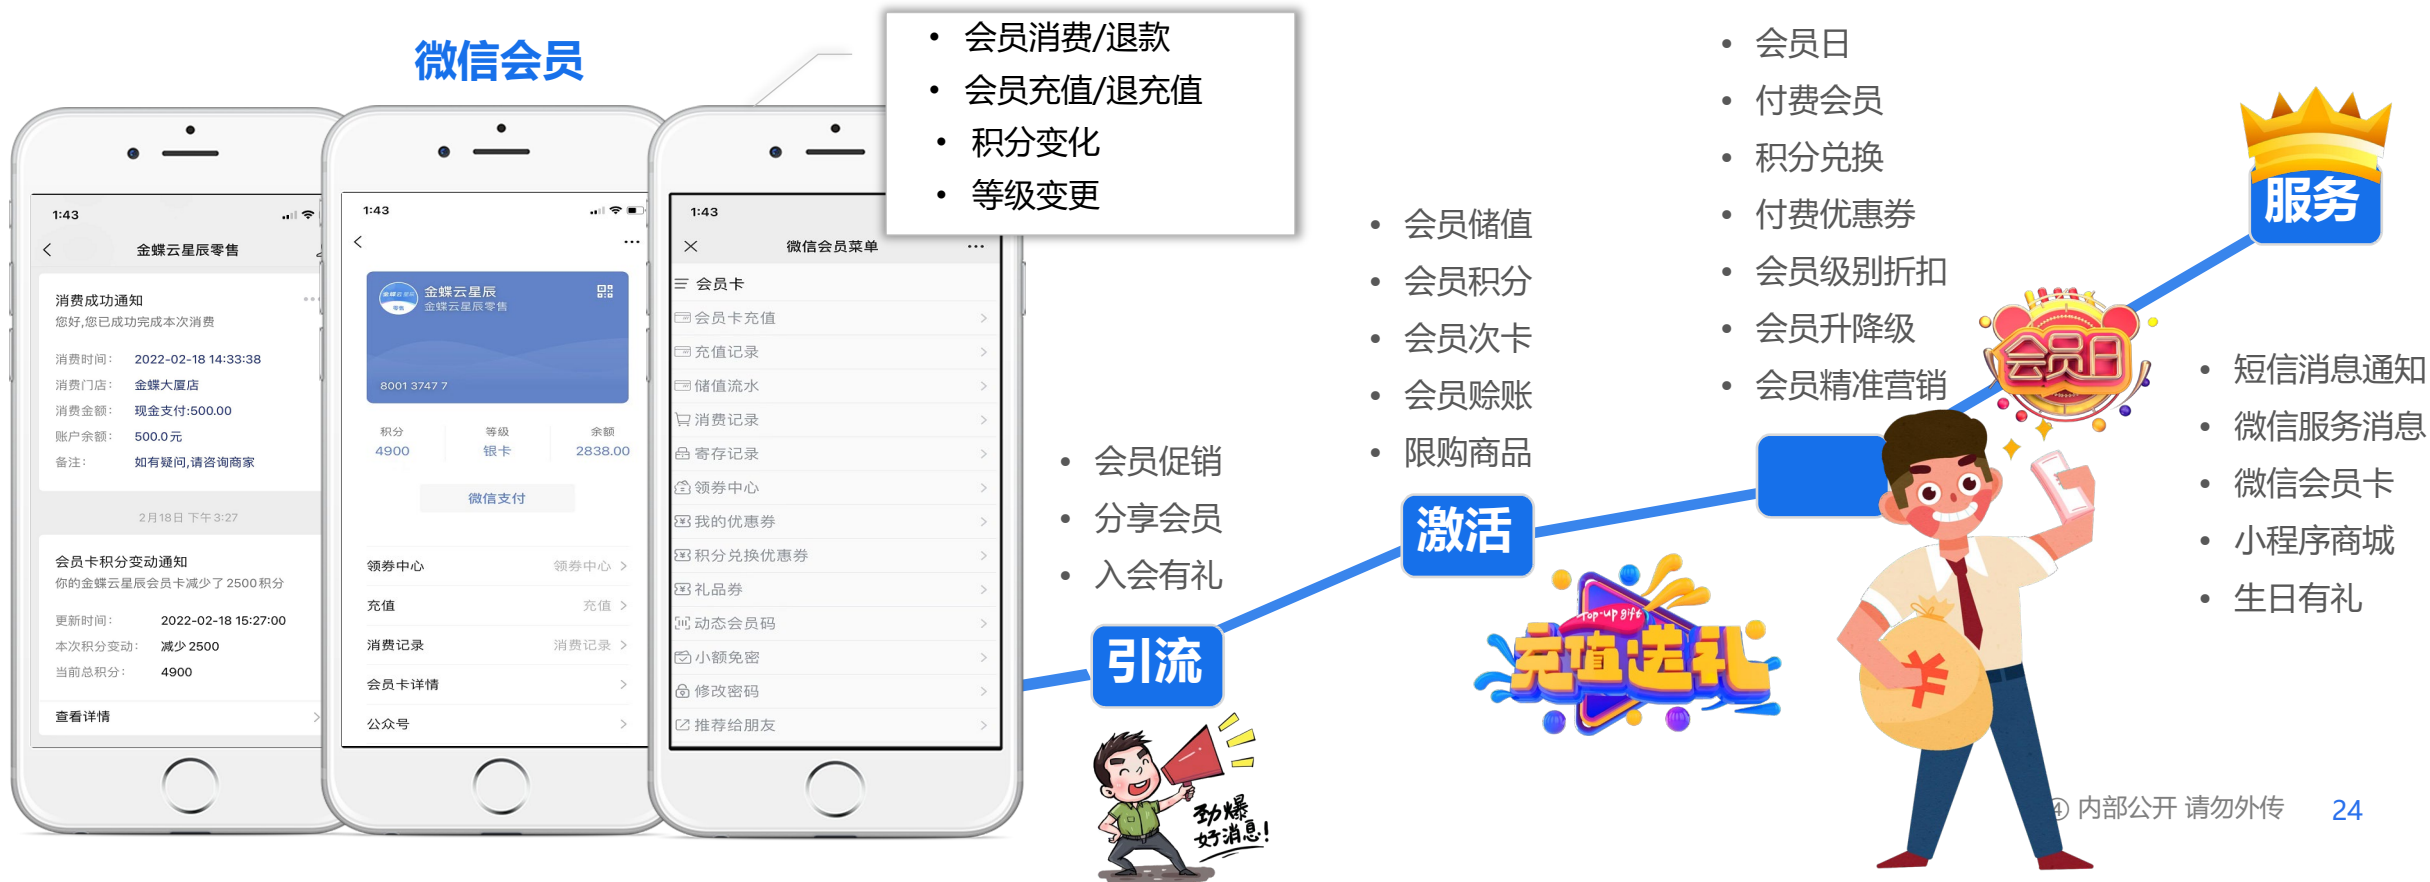 微信会员
会员消费/退款
会员充值/退充值
积分变化
等级变更
1:43
金蝶云星辰零售
消费成功通知
您好,您已成功完成本次消费
消费时间: 2022-02-18 14:33:38
消费门店: 金蝶大厦店
消费金额: 现金支付:500.00
账户余额: 500.0元
备注: 如有疑问,请咨询商家
2月18日 下午3:27
会员卡积分变动通知
你的金蝶云星辰会员卡减少了2500积分
更新时间: 2022-02-18 15:27:00
本次积分变动: 减少2500
当前总积分: 4900
查看详情
1:43
金蝶云星辰
金蝶云星辰零售
零售
8001 3747 7
积分 等级 余额
4900 银卡 2838.00
微信支付
领券中心 领券中心
充值 充值
消费记录 消费记录
会员卡详情
公众号
1:43
微信会员菜单
会员卡
会员卡充值
充值记录
储值流水
消费记录
寄存记录
领券中心
我的优惠券
积分兑换优惠券
礼品券
动态会员码
小额免密
修改密码
推荐给朋友
会员促销
分享会员
入会有礼
引流
劲爆
好消息!
会员储值
会员积分
会员次卡
会员赊账
限购商品
激活
Top-up gift
充值送礼
会员日
付费会员
积分兑换
付费优惠券
会员级别折扣
会员升降级
会员精准营销
会员日
服务
短信消息通知
微信服务消息
微信会员卡
小程序商城
生日有礼
④ 内部公开 请勿外传 24